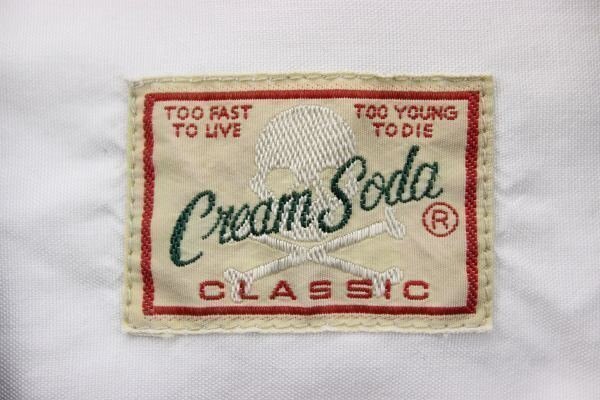 TOO FAST TOO YOUNG
TO LIVE TO DIE
Cream Soda ®
CLASSIC